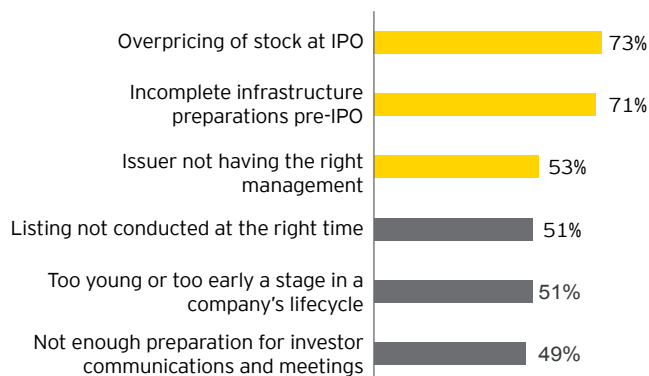 Overpricing of stock at IPO 73%
Incomplete infrastructure
preparations pre-IPO 71%
Issuer not having the right
management 53%
Listing not conducted at the right time 51%
Too young or too early a stage in a
company's lifecycle 51%
Not enough preparation for investor
communications and meetings 49%